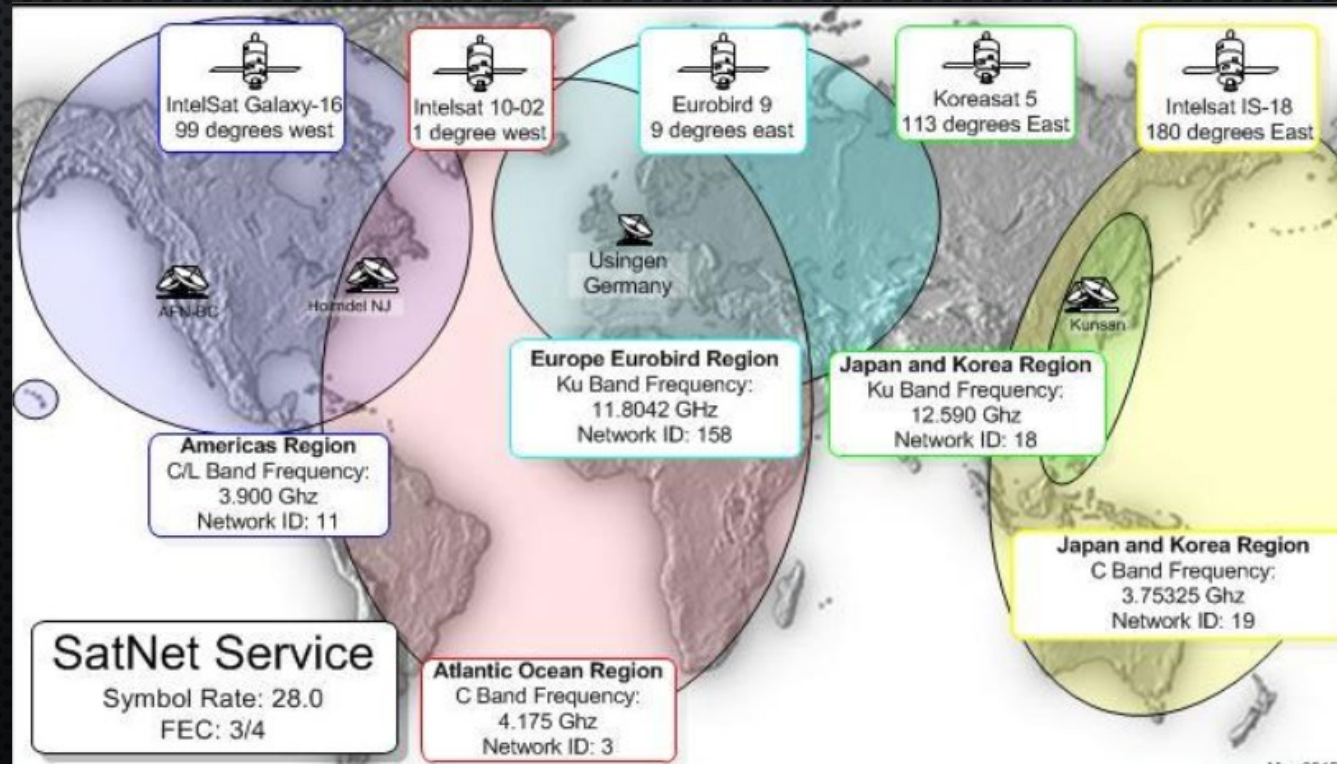 IntelSat Galaxy-16
99 degrees west
Intelsat 10-02
1 degree west
Eurobird 9
9 degrees east
Koreasat 5
113 degrees East
Intelsat IS-18
180 degrees East
AFN-BC
Holmdel NJ
Usingen
Germany
Kunsan
Europe Eurobird Region
Ku Band Frequency:
11.8042 GHz
Network ID: 158
Japan and Korea Region
Ku Band Frequency:
12.590 Ghz
Network ID: 18
Americas Region
C/L Band Frequency:
3.900 Ghz
Network ID: 11
Japan and Korea Region
C Band Frequency:
3.75325 Ghz
Network ID: 19
SatNet Service
Symbol Rate: 28.0
FEC: 3/4
Atlantic Ocean Region
C Band Frequency:
4.175 Ghz
Network ID: 3